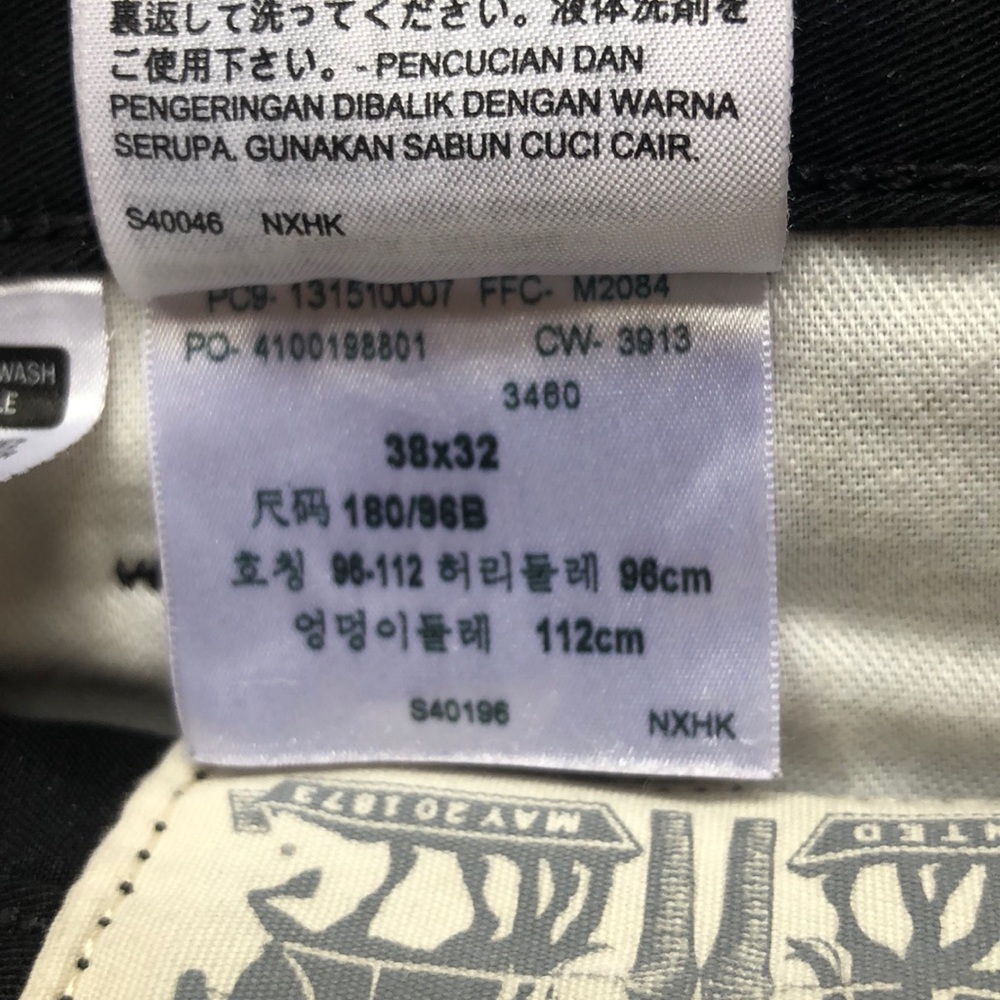 裏返して洗ってください。液体洗剤を
ご使用下さい。- PENCUCIAN DAN
PENGERINGAN DIBALIK DENGAN WARNA
SERUPA. GUNAKAN SABUN CUCI CAIR.
S40046 NXHK
PC9- 131510007 FFC- M2084
PO- 4100198801 CW- 3913
3460
WASH
38x32
尺码 180/96B
호칭 96-112 허리둘레 96cm
엉덩이둘레 112cm
S40196 NXHK
MAY 20 1873
NTED